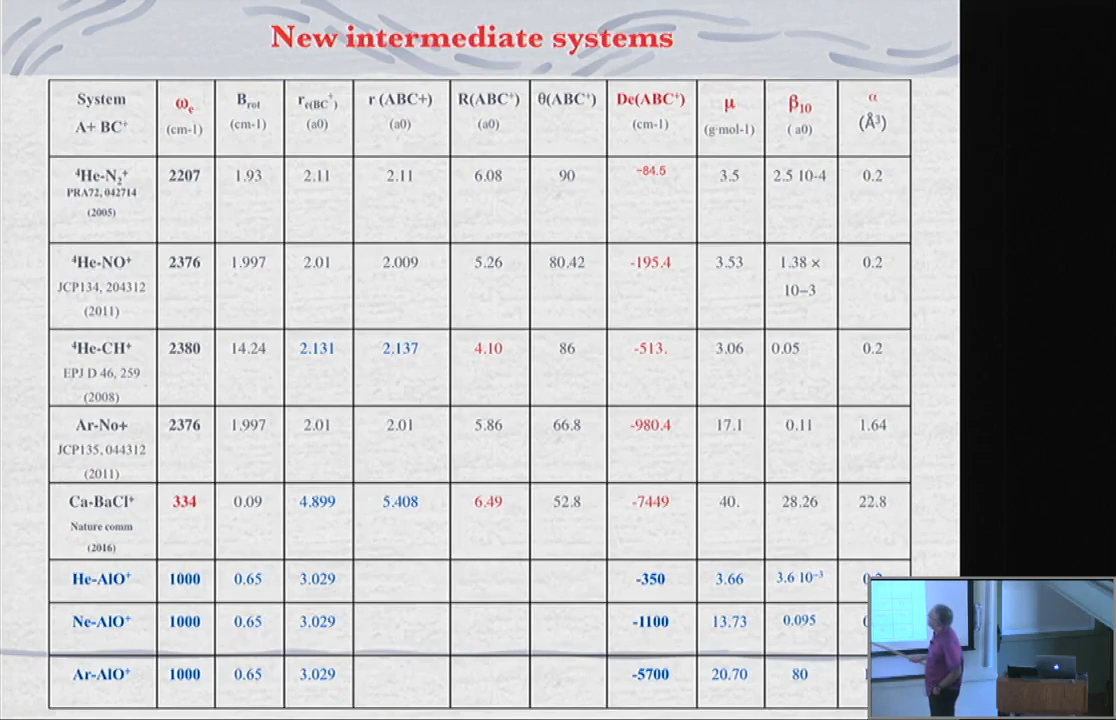 New intermediate systems
System A+ BC⁺ ωe (cm-1) Brot (cm-1) re(BC⁺) (a0) r (ABC+) (a0) R(ABC⁺) (a0) θ(ABC⁺) De(ABC⁺) (cm-1) μ (g·mol-1) β10 ( a0) α (Å³)
⁴He-N₂⁺ 2207 1.93 2.11 2.11 6.08 90 -84.5 3.5 2.5 10-4 0.2
PRA72, 042714
(2005)
⁴He-NO⁺ 2376 1.997 2.01 2.009 5.26 80.42 -195.4 3.53 1.38 × 10–3 0.2
JCP134, 204312
(2011)
⁴He-CH⁺ 2380 14.24 2.131 2.137 4.10 86 -513. 3.06 0.05 0.2
EPJ D 46, 259
(2008)
Ar-No+ 2376 1.997 2.01 2.01 5.86 66.8 -980.4 17.1 0.11 1.64
JCP135, 044312
(2011)
Ca-BaCl⁺ 334 0.09 4.899 5.408 6.49 52.8 -7449 40. 28.26 22.8
Nature comm
(2016)
He-AlO⁺ 1000 0.65 3.029 -350 3.66 3.6 10⁻³
Ne-AlO⁺ 1000 0.65 3.029 -1100 13.73 0.095
Ar-AlO⁺ 1000 0.65 3.029 -5700 20.70 80